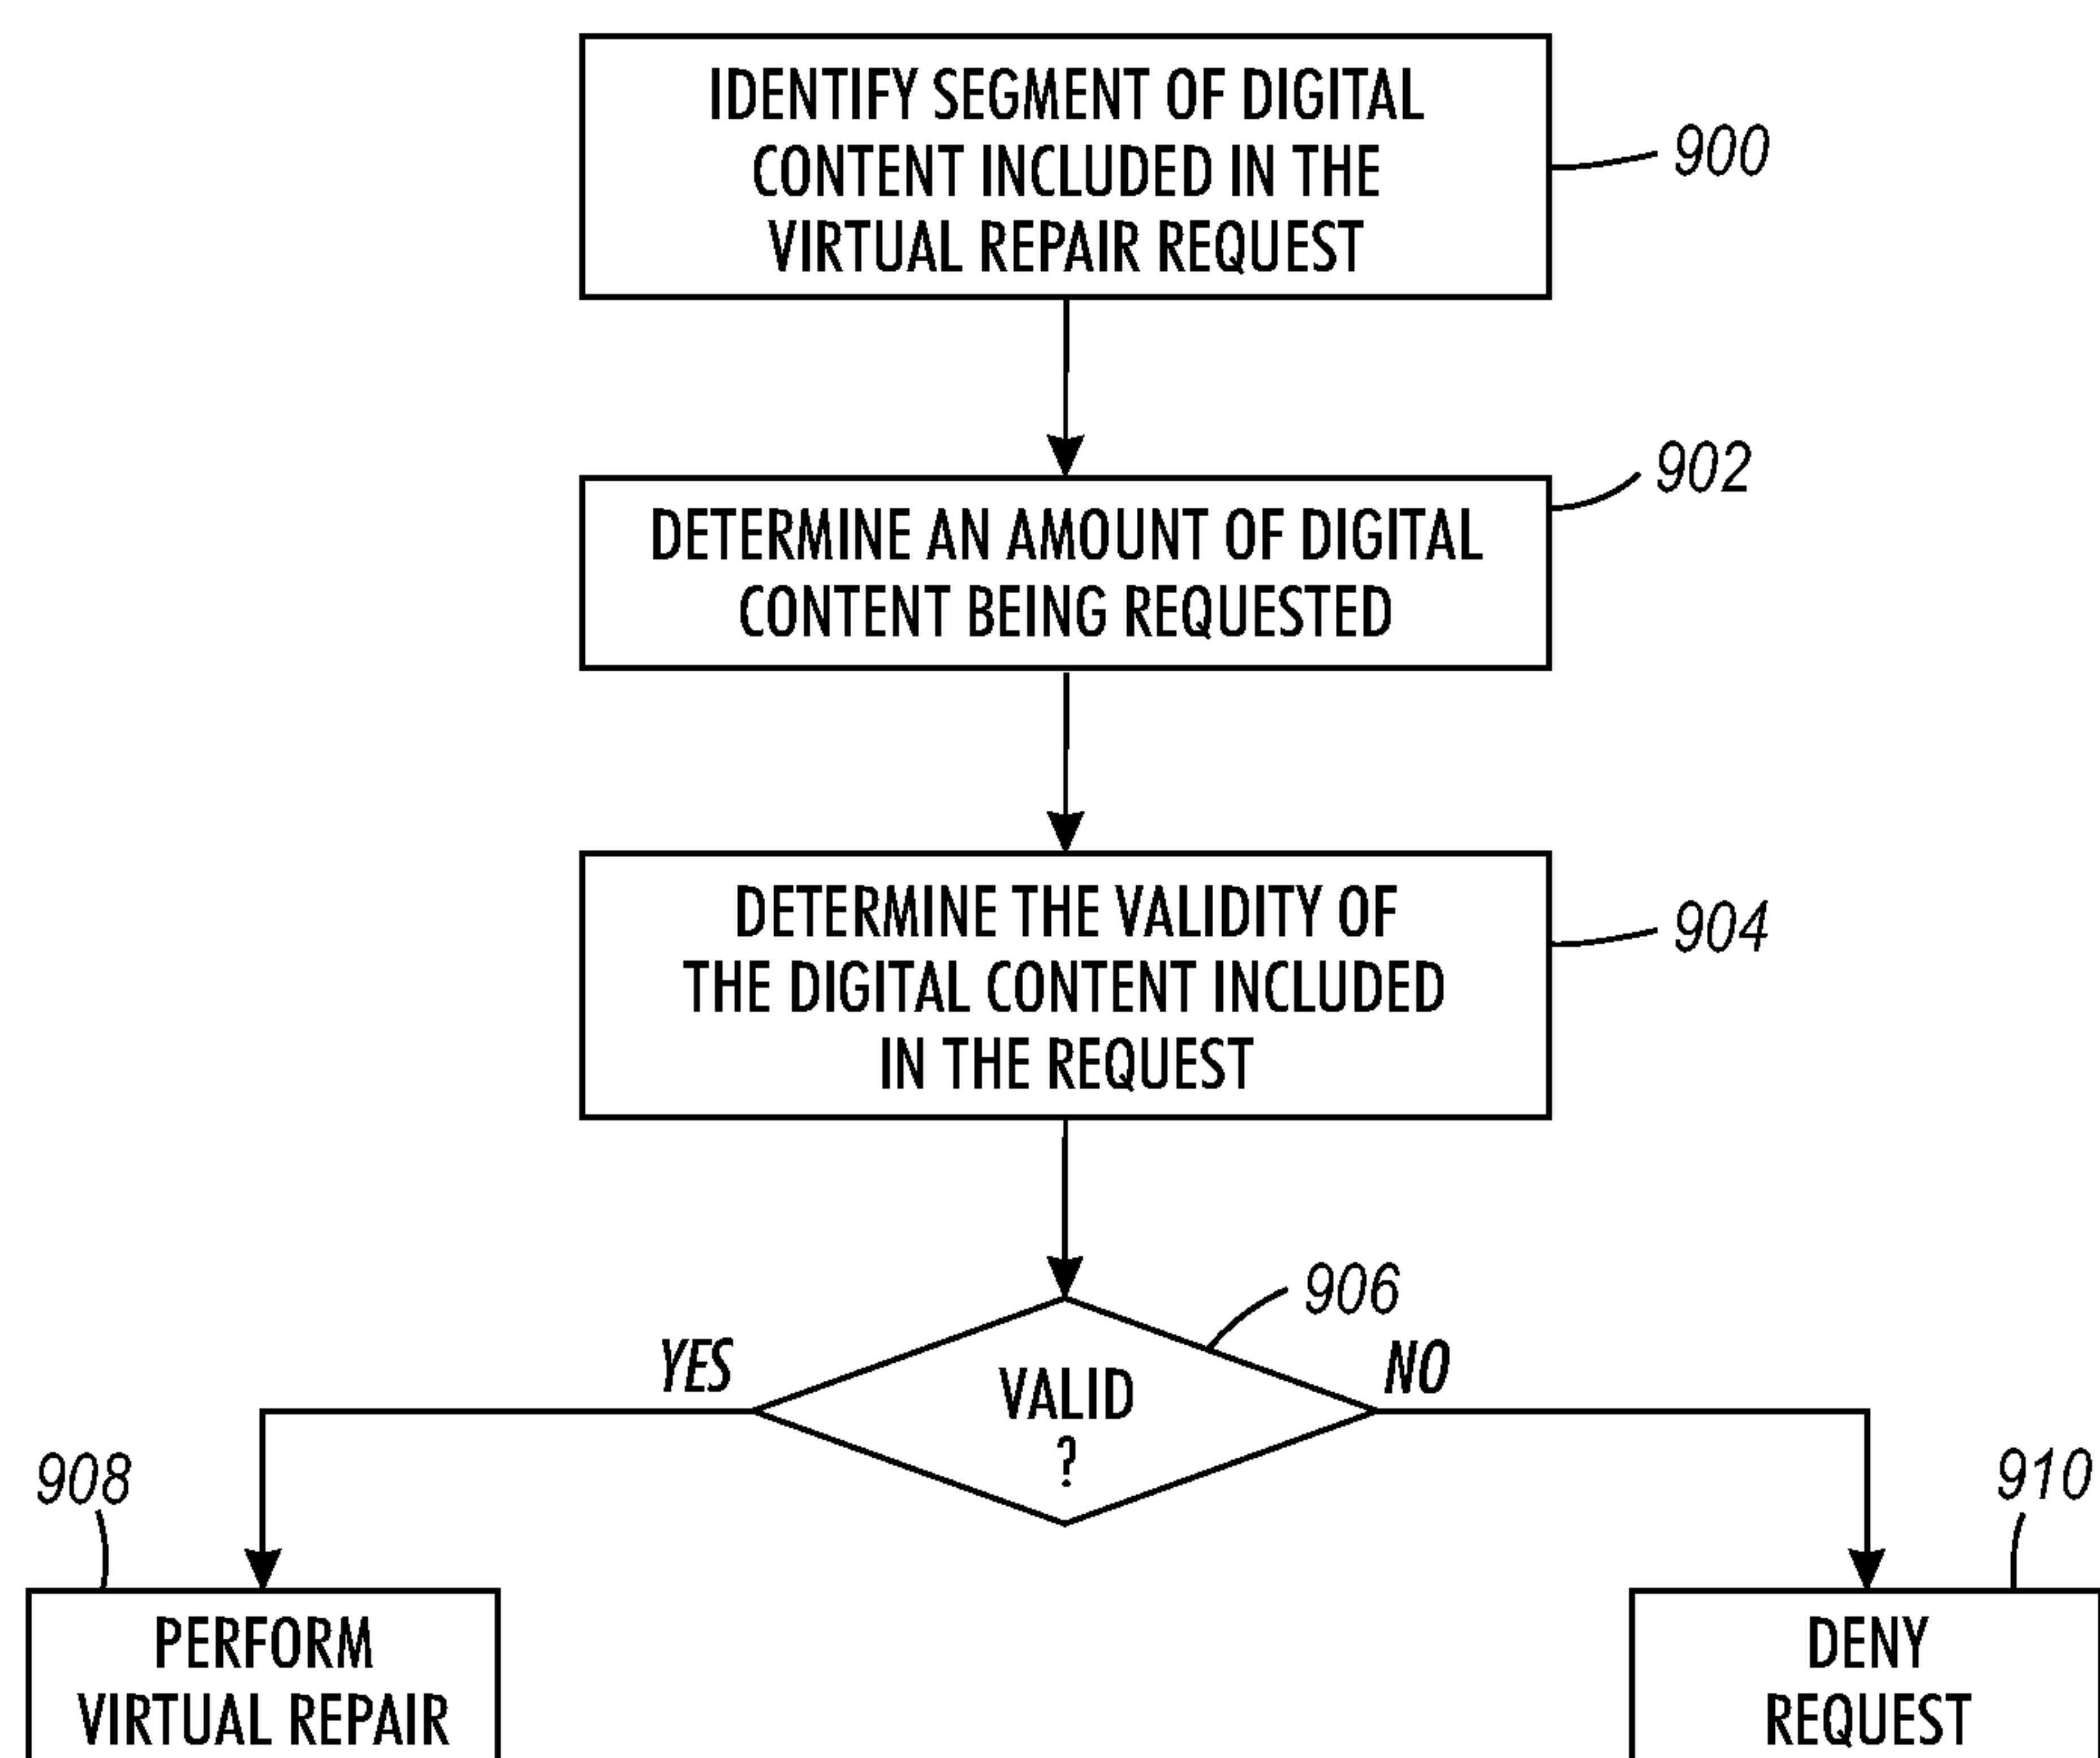 IDENTIFY SEGMENT OF DIGITAL
CONTENT INCLUDED IN THE
VIRTUAL REPAIR REQUEST
900
DETERMINE AN AMOUNT OF DIGITAL
CONTENT BEING REQUESTED
902
DETERMINE THE VALIDITY OF
THE DIGITAL CONTENT INCLUDED
IN THE REQUEST
904
906
YES
VALID
?
NO
908
PERFORM
VIRTUAL REPAIR
910
DENY
REQUEST